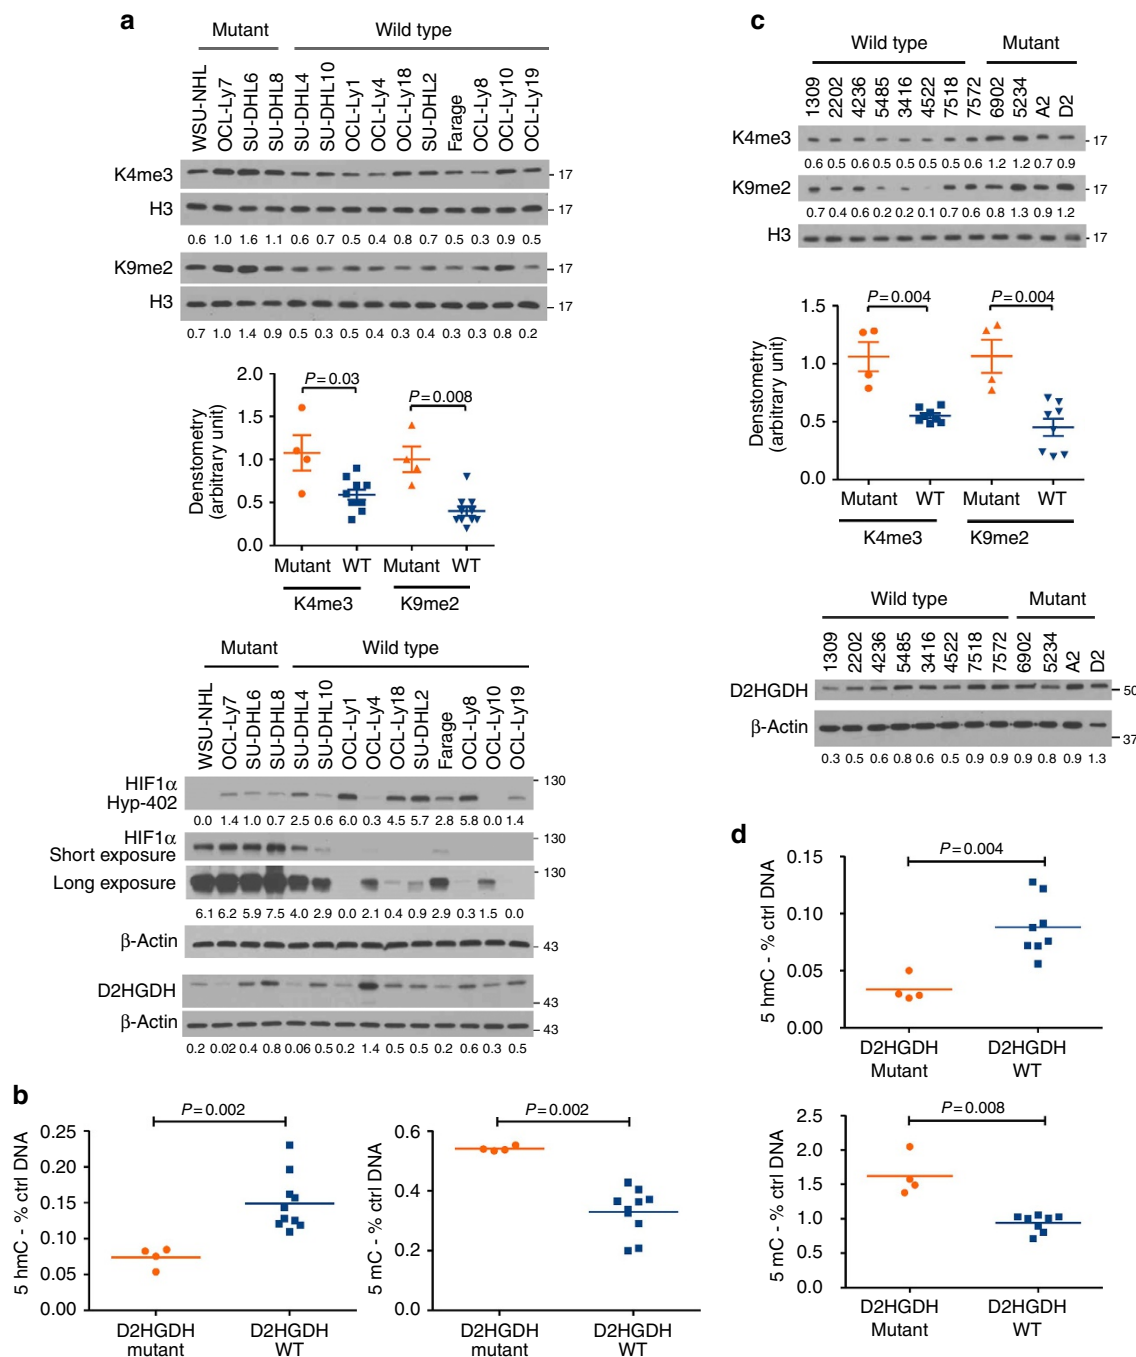 a
Mutant Wild type
WSU-NHL OCL-Ly7 SU-DHL6 SU-DHL8 SU-DHL4 SU-DHL10 OCL-Ly1 OCL-Ly4 OCL-Ly18 SU-DHL2 Farage OCL-Ly8 OCL-Ly10 OCL-Ly19
K4me3 17
H3 17
0.6 1.0 1.6 1.1 0.6 0.7 0.5 0.4 0.8 0.7 0.5 0.3 0.9 0.5
K9me2 17
H3 17
0.7 1.0 1.4 0.9 0.5 0.3 0.5 0.4 0.3 0.4 0.3 0.3 0.8 0.2
Denstometry
(arbitrary unit)
2.0
1.5
1.0
0.5
0.0
P = 0.03
P = 0.008
Mutant WT Mutant WT
K4me3 K9me2
Mutant Wild type
WSU-NHL OCL-Ly7 SU-DHL6 SU-DHL8 SU-DHL4 SU-DHL10 OCL-Ly1 OCL-Ly4 OCL-Ly18 SU-DHL2 Farage OCL-Ly8 OCL-Ly10 OCL-Ly19
HIF1α
Hyp-402
130
0.0 1.4 1.0 0.7 2.5 0.6 6.0 0.3 4.5 5.7 2.8 5.8 0.0 1.4
HIF1α
Short exposure
130
Long exposure
130
6.1 6.2 5.9 7.5 4.0 2.9 0.0 2.1 0.4 0.9 2.9 0.3 1.5 0.0
β-Actin 43
D2HGDH 43
β-Actin 43
0.2 0.02 0.4 0.8 0.06 0.5 0.2 1.4 0.5 0.5 0.2 0.6 0.3 0.5
b
5 hmC - % ctrl DNA
0.25
0.20
0.15
0.10
0.05
0.00
P = 0.002
D2HGDH
mutant
D2HGDH
WT
5 mC - % ctrl DNA
0.6
0.4
0.2
0.0
P = 0.002
D2HGDH
mutant
D2HGDH
WT
c
Wild type Mutant
1309 2202 4236 5485 3416 4522 7518 7572 6902 5234 A2 D2
K4me3 17
0.6 0.5 0.6 0.5 0.5 0.5 0.5 0.6 1.2 1.2 0.7 0.9
K9me2 17
0.7 0.4 0.6 0.2 0.2 0.1 0.7 0.6 0.8 1.3 0.9 1.2
H3 17
Denstometry
(arbitrary unit)
1.5
1.0
0.5
0.0
P = 0.004
P = 0.004
Mutant WT Mutant WT
K4me3 K9me2
Wild type Mutant
1309 2202 4236 5485 3416 4522 7518 7572 6902 5234 A2 D2
D2HGDH 50
β-Actin 37
0.3 0.5 0.5 0.8 0.6 0.5 0.9 0.9 0.9 0.8 0.9 1.3
d
5 hmC - % ctrl DNA
0.15
0.10
0.05
0.00
P = 0.004
D2HGDH
Mutant
D2HGDH
WT
5 mC - % ctrl DNA
2.5
2.0
1.5
1.0
0.5
0.0
P = 0.008
D2HGDH
Mutant
D2HGDH
WT